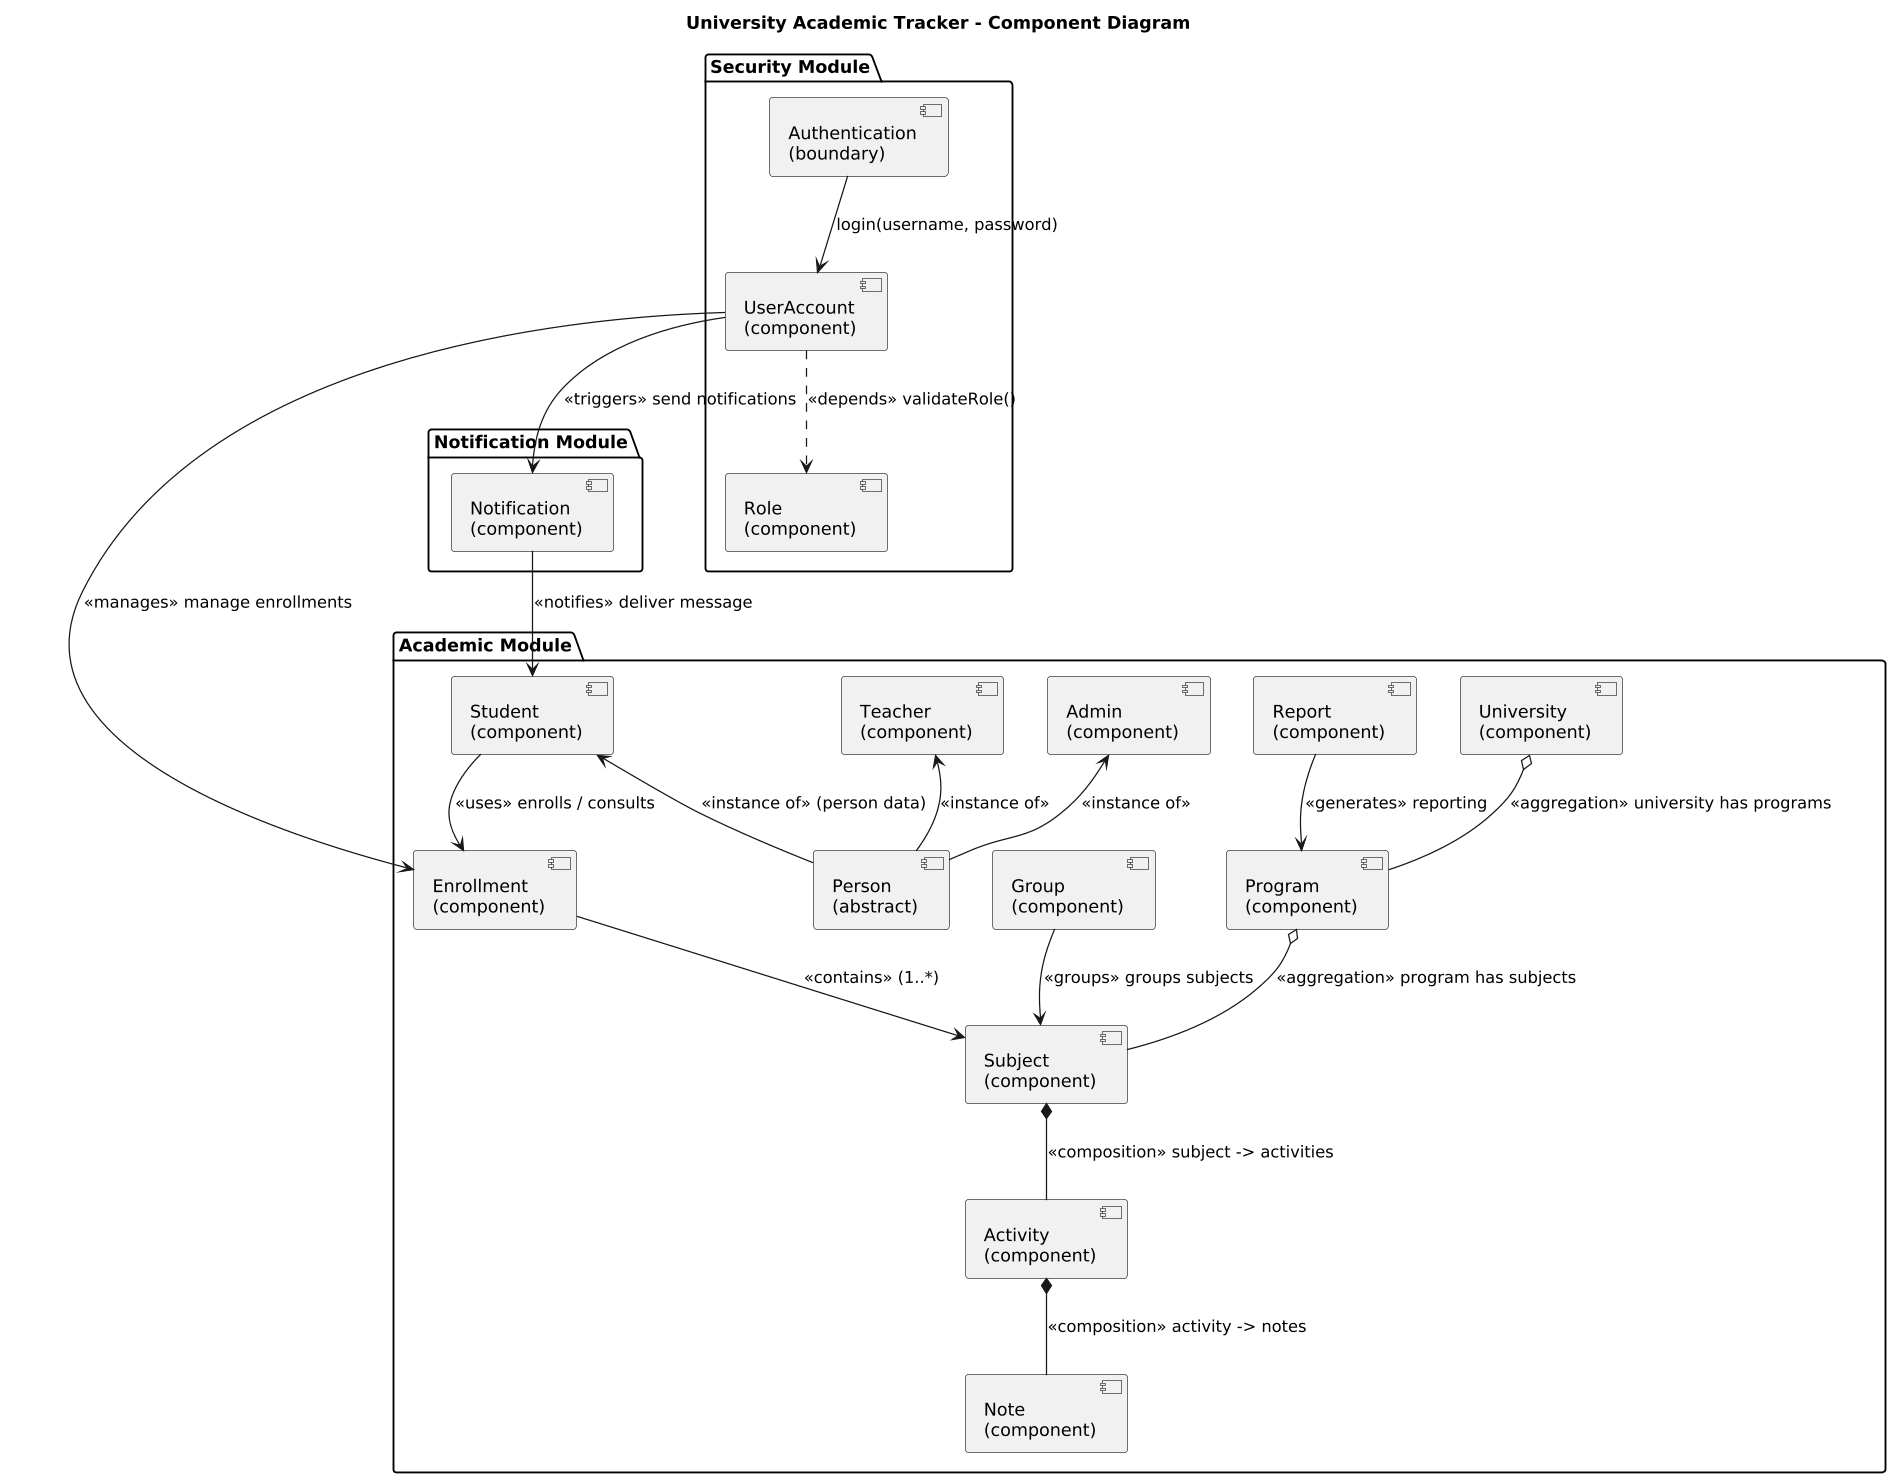 University Academic Tracker - Component Diagram
Security Module
Authentication
(boundary)
login(username, password)
UserAccount
(component)
«triggers» send notifications
«depends» validateRole()
Notification Module
Notification
(component)
Role
(component)
«manages» manage enrollments
«notifies» deliver message
Academic Module
Student
(component)
Teacher
(component)
Admin
(component)
Report
(component)
University
(component)
«uses» enrolls / consults
«instance of» (person data)
«instance of»
«instance of»
«generates» reporting
«aggregation» university has programs
Enrollment
(component)
Person
(abstract)
Group
(component)
Program
(component)
«contains» (1..*)
«groups» groups subjects
«aggregation» program has subjects
Subject
(component)
«composition» subject -> activities
Activity
(component)
«composition» activity -> notes
Note
(component)